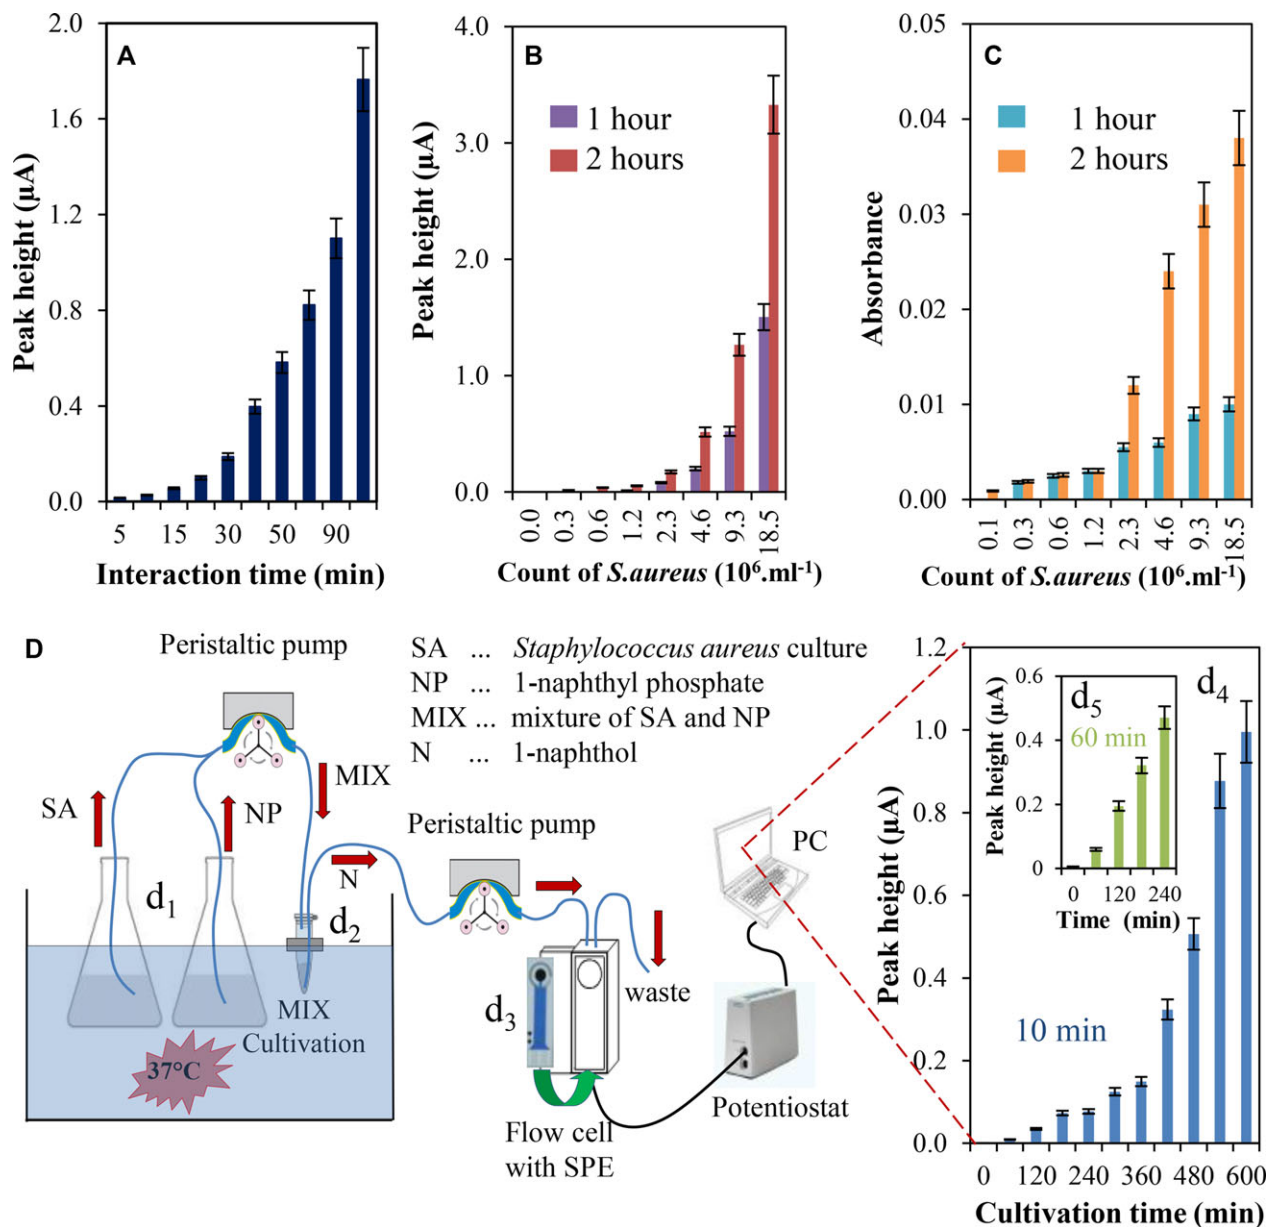 A
Peak height (µA)
2.0
1.6
1.2
0.8
0.4
0.0
5 15 30 50 90
Interaction time (min)
B
Peak height (µA)
4.0
3.0
2.0
1.0
0.0
1 hour
2 hours
0.0 0.3 0.6 1.2 2.3 4.6 9.3 18.5
Count of S.aureus (10⁶.ml⁻¹)
C
Absorbance
0.05
0.04
0.03
0.02
0.01
0.00
1 hour
2 hours
0.1 0.3 0.6 1.2 2.3 4.6 9.3 18.5
Count of S.aureus (10⁶.ml⁻¹)
D
Peristaltic pump
SA ... Staphylococcus aureus culture
NP ... 1-naphthyl phosphate
MIX ... mixture of SA and NP
N ... 1-naphthol
SA
NP
MIX
N
Peristaltic pump
d₁
d₂
MIX
Cultivation
37°C
d₃
waste
Flow cell
with SPE
PC
Potentiostat
Peak height (µA)
1.2
1.0
0.8
0.6
0.4
0.2
0.0
d₄
10 min
0 120 240 360 480 600
Cultivation time (min)
Peak height (µA)
0.6
0.4
0.2
0
d₅
60 min
0 120 240
Time (min)